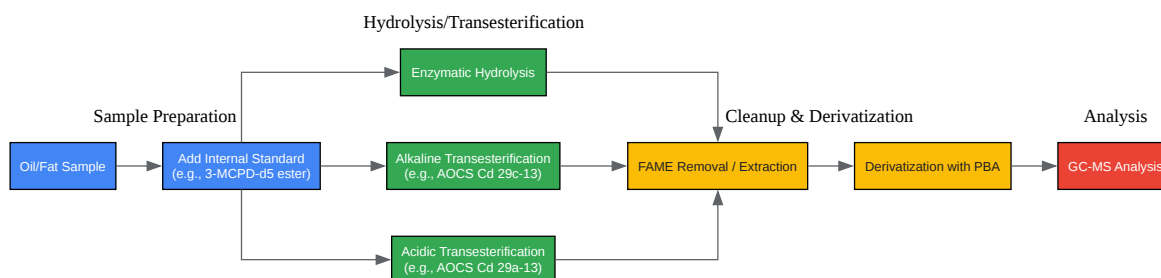 Hydrolysis/Transesterification
Enzymatic Hydrolysis
Sample Preparation
Cleanup & Derivatization
Analysis
Oil/Fat Sample
Add Internal Standard
(e.g., 3-MCPD-d5 ester)
Alkaline Transesterification
(e.g., AOCS Cd 29c-13)
FAME Removal / Extraction
Derivatization with PBA
GC-MS Analysis
Acidic Transesterification
(e.g., AOCS Cd 29a-13)